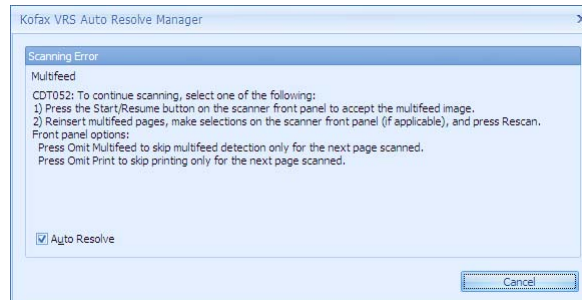 Kofax VRS Auto Resolve Manager
Scanning Error
Multifeed
CDT052: To continue scanning, select one of the following:
1) Press the Start/Resume button on the scanner front panel to accept the multifeed image.
2) Reinsert multifeed pages, make selections on the scanner front panel (if applicable), and press Rescan.
Front panel options:
Press Omit Multifeed to skip multifeed detection only for the next page scanned.
Press Omit Print to skip printing only for the next page scanned.
Auto Resolve
Cancel